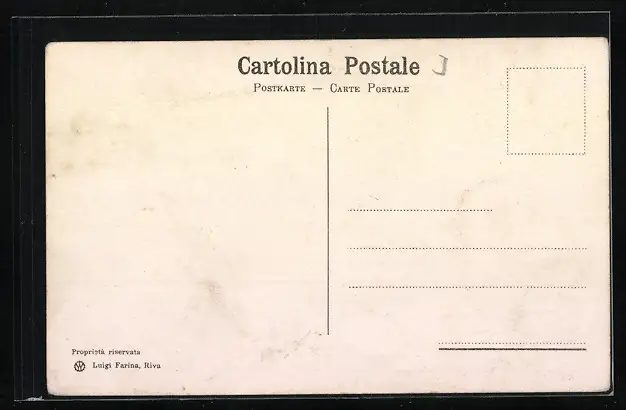 Cartolina Postale
Postkarte — Carte Postale
Proprietà riservata
Luigi Farina, Riva